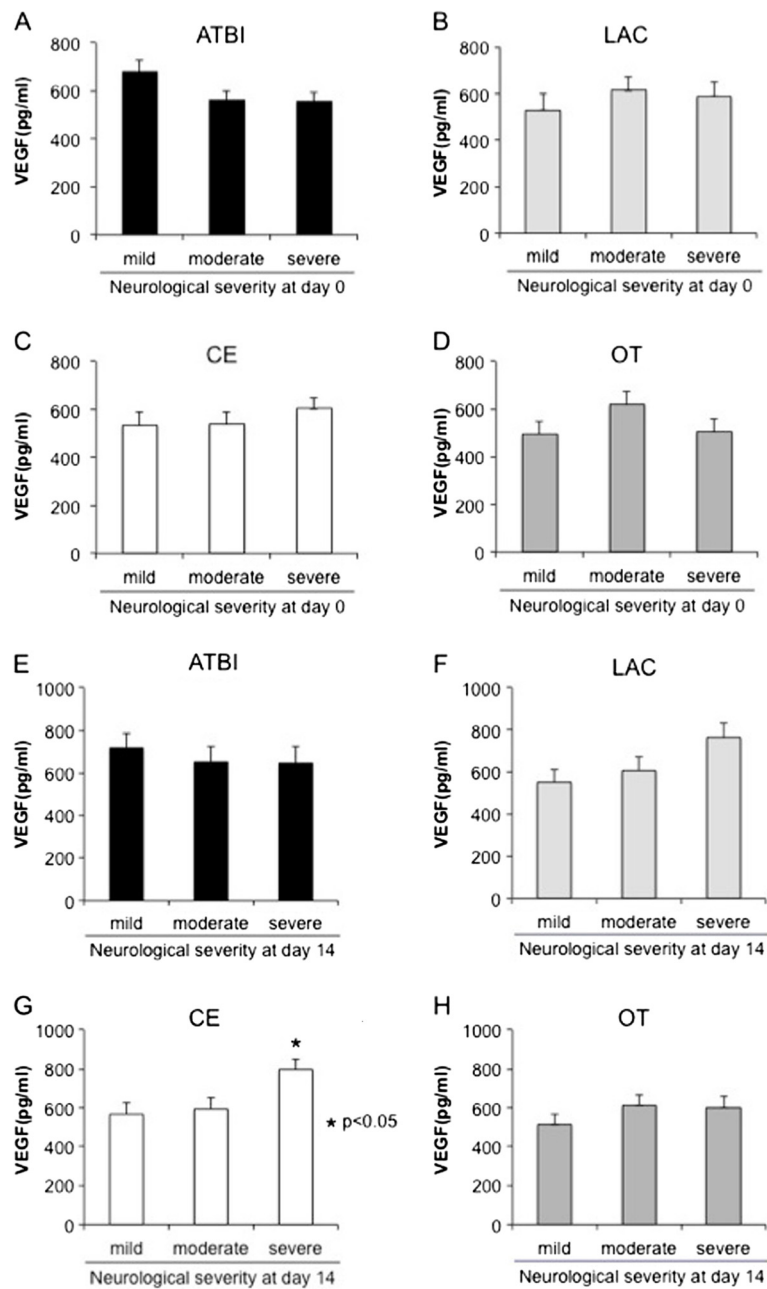 A
ATBI
VEGF(pg/ml)
800
600
400
200
0
mild moderate severe
Neurological severity at day 0
B
LAC
VEGF(pg/ml)
800
600
400
200
0
mild moderate severe
Neurological severity at day 0
C
CE
VEGF(pg/ml)
800
600
400
200
0
mild moderate severe
Neurological severity at day 0
D
OT
VEGF(pg/ml)
800
600
400
200
0
mild moderate severe
Neurological severity at day 0
E
ATBI
VEGF(pg/ml)
1000
800
600
400
200
0
mild moderate severe
Neurological severity at day 14
F
LAC
VEGF(pg/ml)
1000
800
600
400
200
0
mild moderate severe
Neurological severity at day 14
G
CE
VEGF(pg/ml)
1000
800
600
400
200
0
*
* p<0.05
mild moderate severe
Neurological severity at day 14
H
OT
VEGF(pg/ml)
1000
800
600
400
200
0
mild moderate severe
Neurological severity at day 14